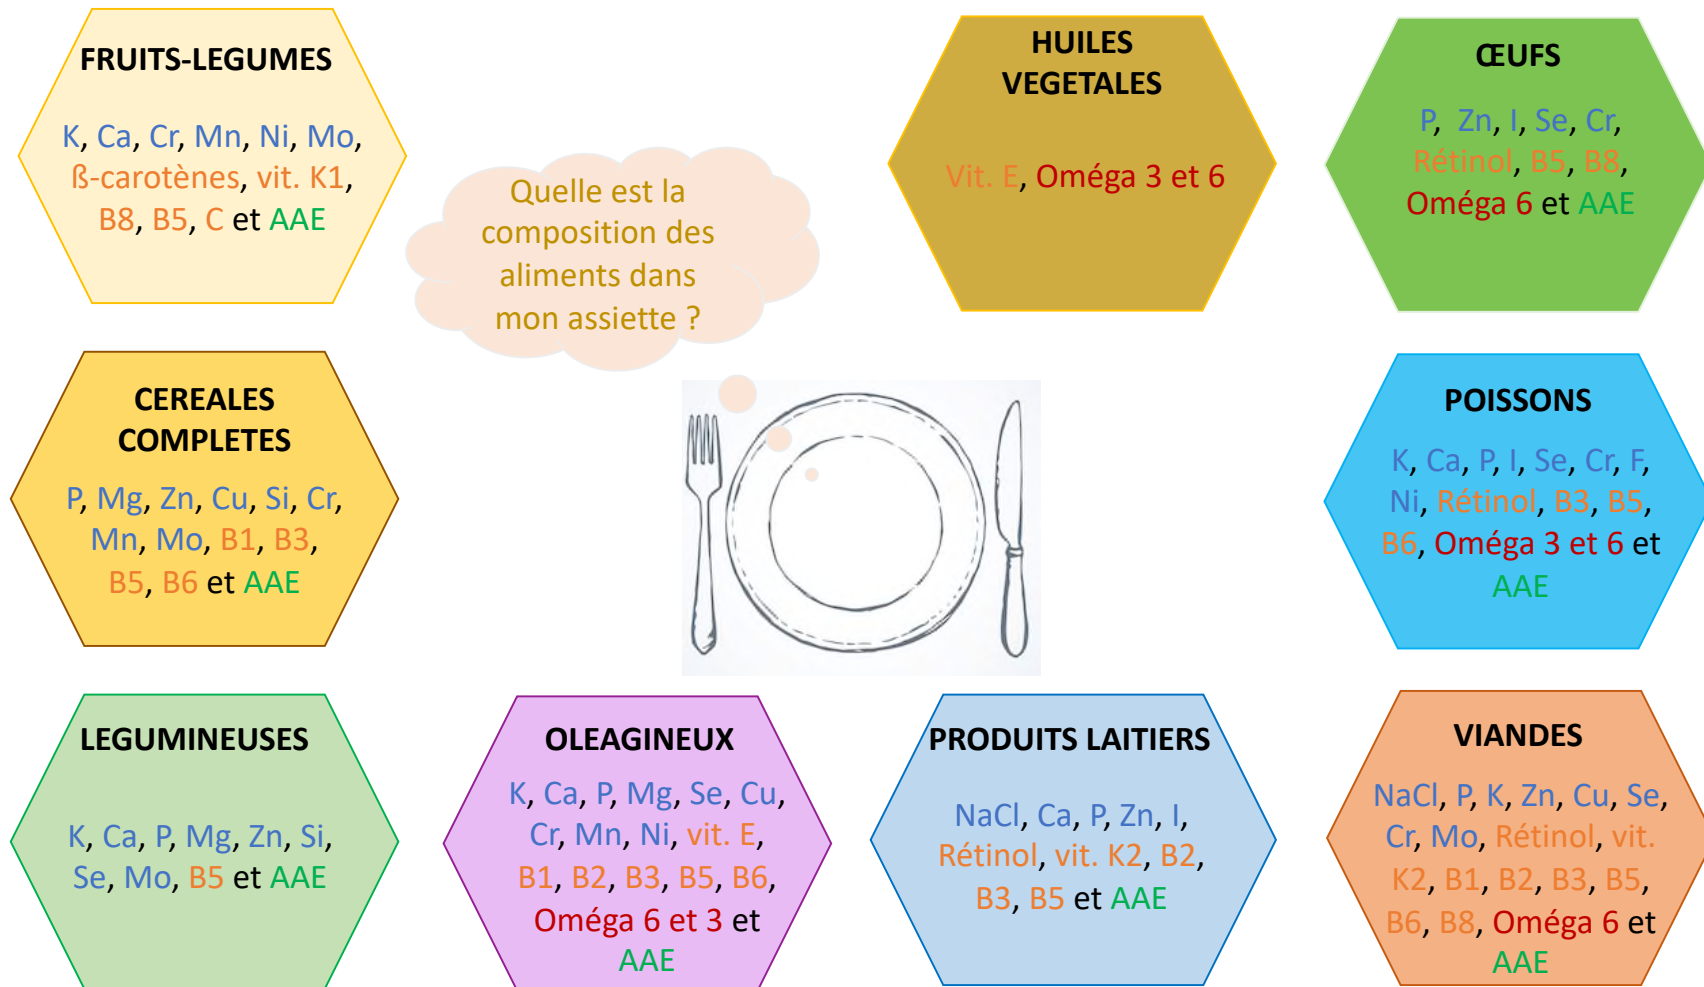 FRUITS-LEGUMES
K, Ca, Cr, Mn, Ni, Mo,
ß-carotènes, vit. K1,
B8, B5, C et AAE
Quelle est la
composition des
aliments dans
mon assiette ?
HUILES
VEGETALES
Vit. E, Oméga 3 et 6
ŒUFS
P, Zn, I, Se, Cr,
Rétinol, B5, B8,
Oméga 6 et AAE
CEREALES
COMPLETES
P, Mg, Zn, Cu, Si, Cr,
Mn, Mo, B1, B3,
B5, B6 et AAE
POISSONS
K, Ca, P, I, Se, Cr, F,
Ni, Rétinol, B3, B5,
B6, Oméga 3 et 6 et
AAE
LEGUMINEUSES
K, Ca, P, Mg, Zn, Si,
Se, Mo, B5 et AAE
OLEAGINEUX
K, Ca, P, Mg, Se, Cu,
Cr, Mn, Ni, vit. E,
B1, B2, B3, B5, B6,
Oméga 6 et 3 et
AAE
PRODUITS LAITIERS
NaCl, Ca, P, Zn, I,
Rétinol, vit. K2, B2,
B3, B5 et AAE
VIANDES
NaCl, P, K, Zn, Cu, Se,
Cr, Mo, Rétinol, vit.
K2, B1, B2, B3, B5,
B6, B8, Oméga 6 et
AAE